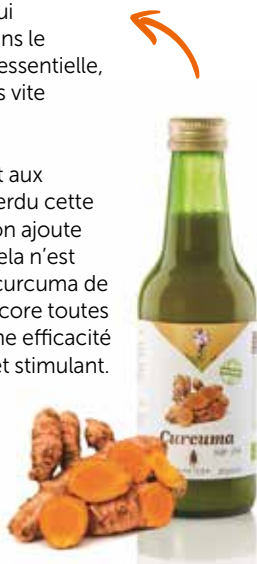 ui
ns le
essentielle,
s vite
t aux
erdu cette
on ajoute
ela n'est
curcuma de
core toutes
ne efficacité
et stimulant.
Curcuma